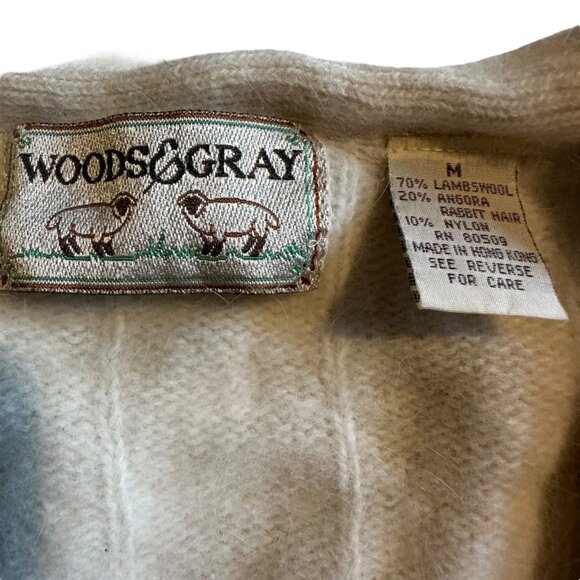 WOODS&GRAY
M
70% LAMBSWOOL
20% ANGORA
RABBIT HAIR
10% NYLON
RN 80509
MADE IN HONG KONG
SEE REVERSE
FOR CARE